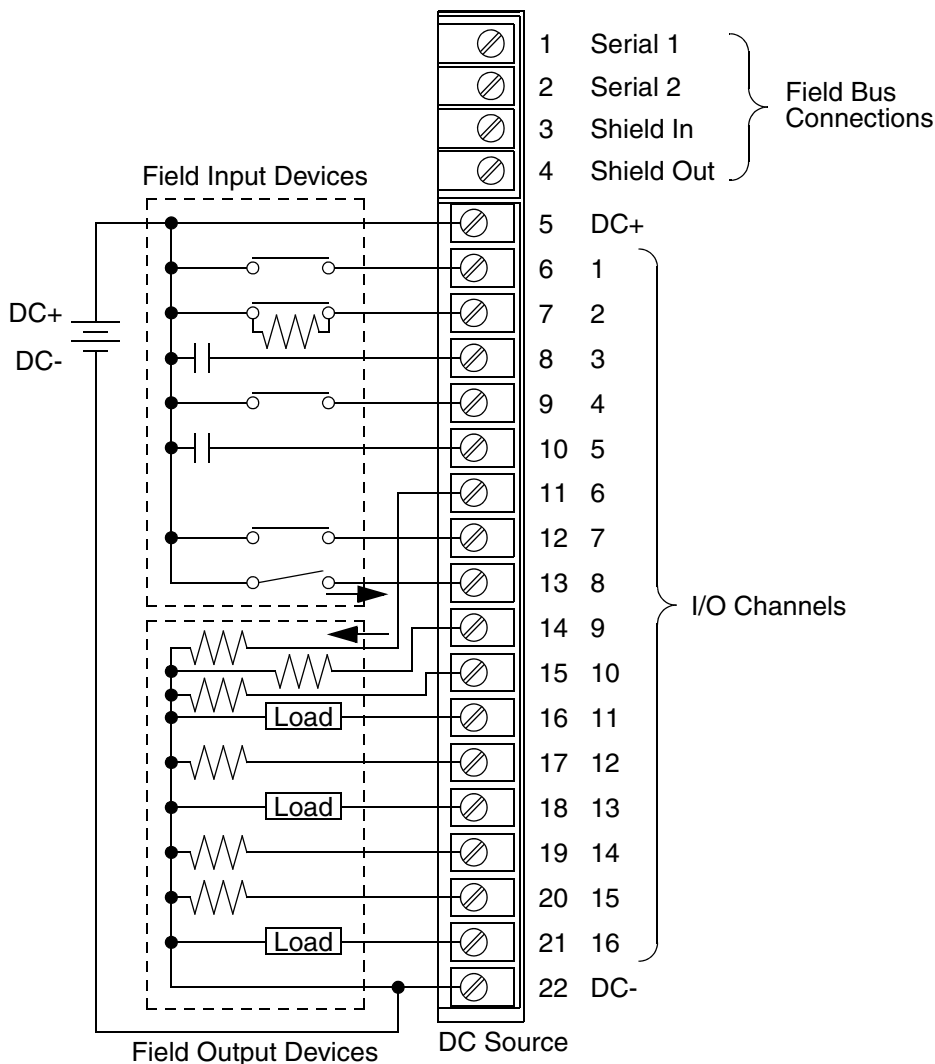 1 Serial 1
2 Serial 2
3 Shield In
4 Shield Out
Field Bus
Connections
Field Input Devices
5 DC+
6 1
7 2
DC+
DC-
8 3
9 4
10 5
11 6
12 7
13 8
I/O Channels
14 9
15 10
Load
16 11
17 12
Load
18 13
19 14
20 15
Load
21 16
22 DC-
Field Output Devices
DC Source